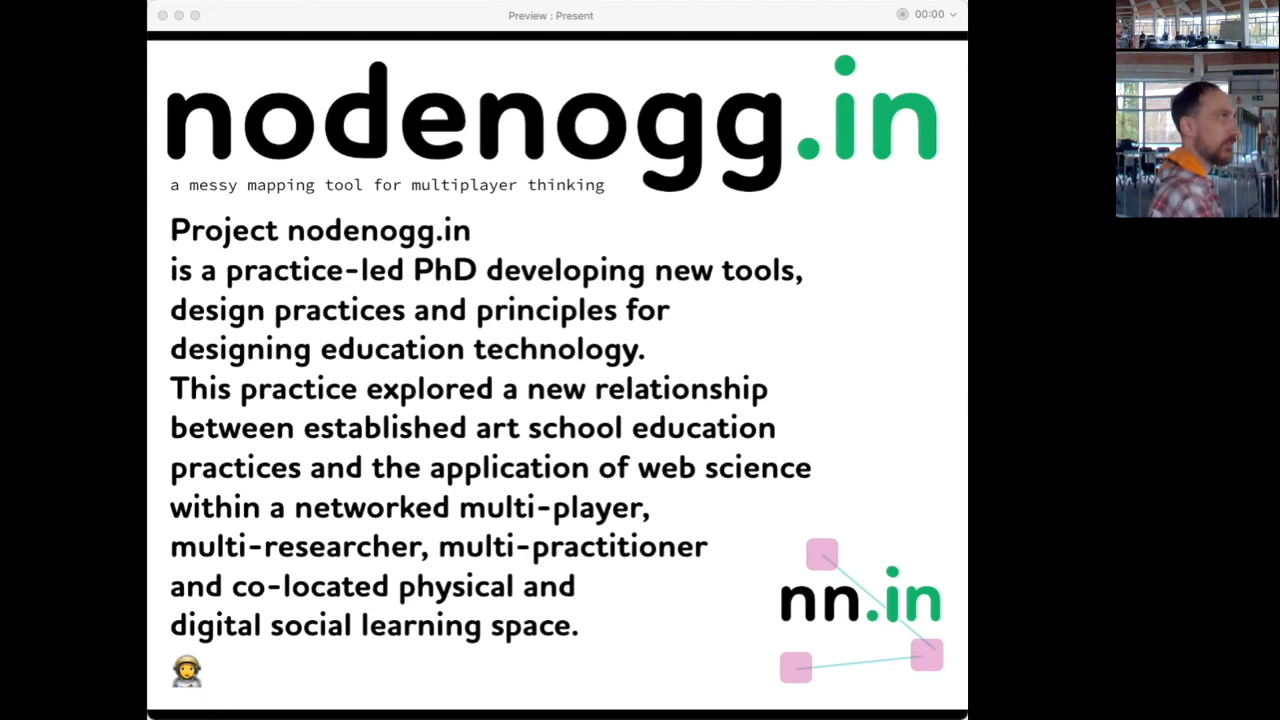 Preview : Present
00:00
nodenogg.in
a messy mapping tool for multiplayer thinking
Project nodenogg.in
is a practice-led PhD developing new tools,
design practices and principles for
designing education technology.
This practice explored a new relationship
between established art school education
practices and the application of web science
within a networked multi-player,
multi-researcher, multi-practitioner
and co-located physical and
digital social learning space.
nn.in